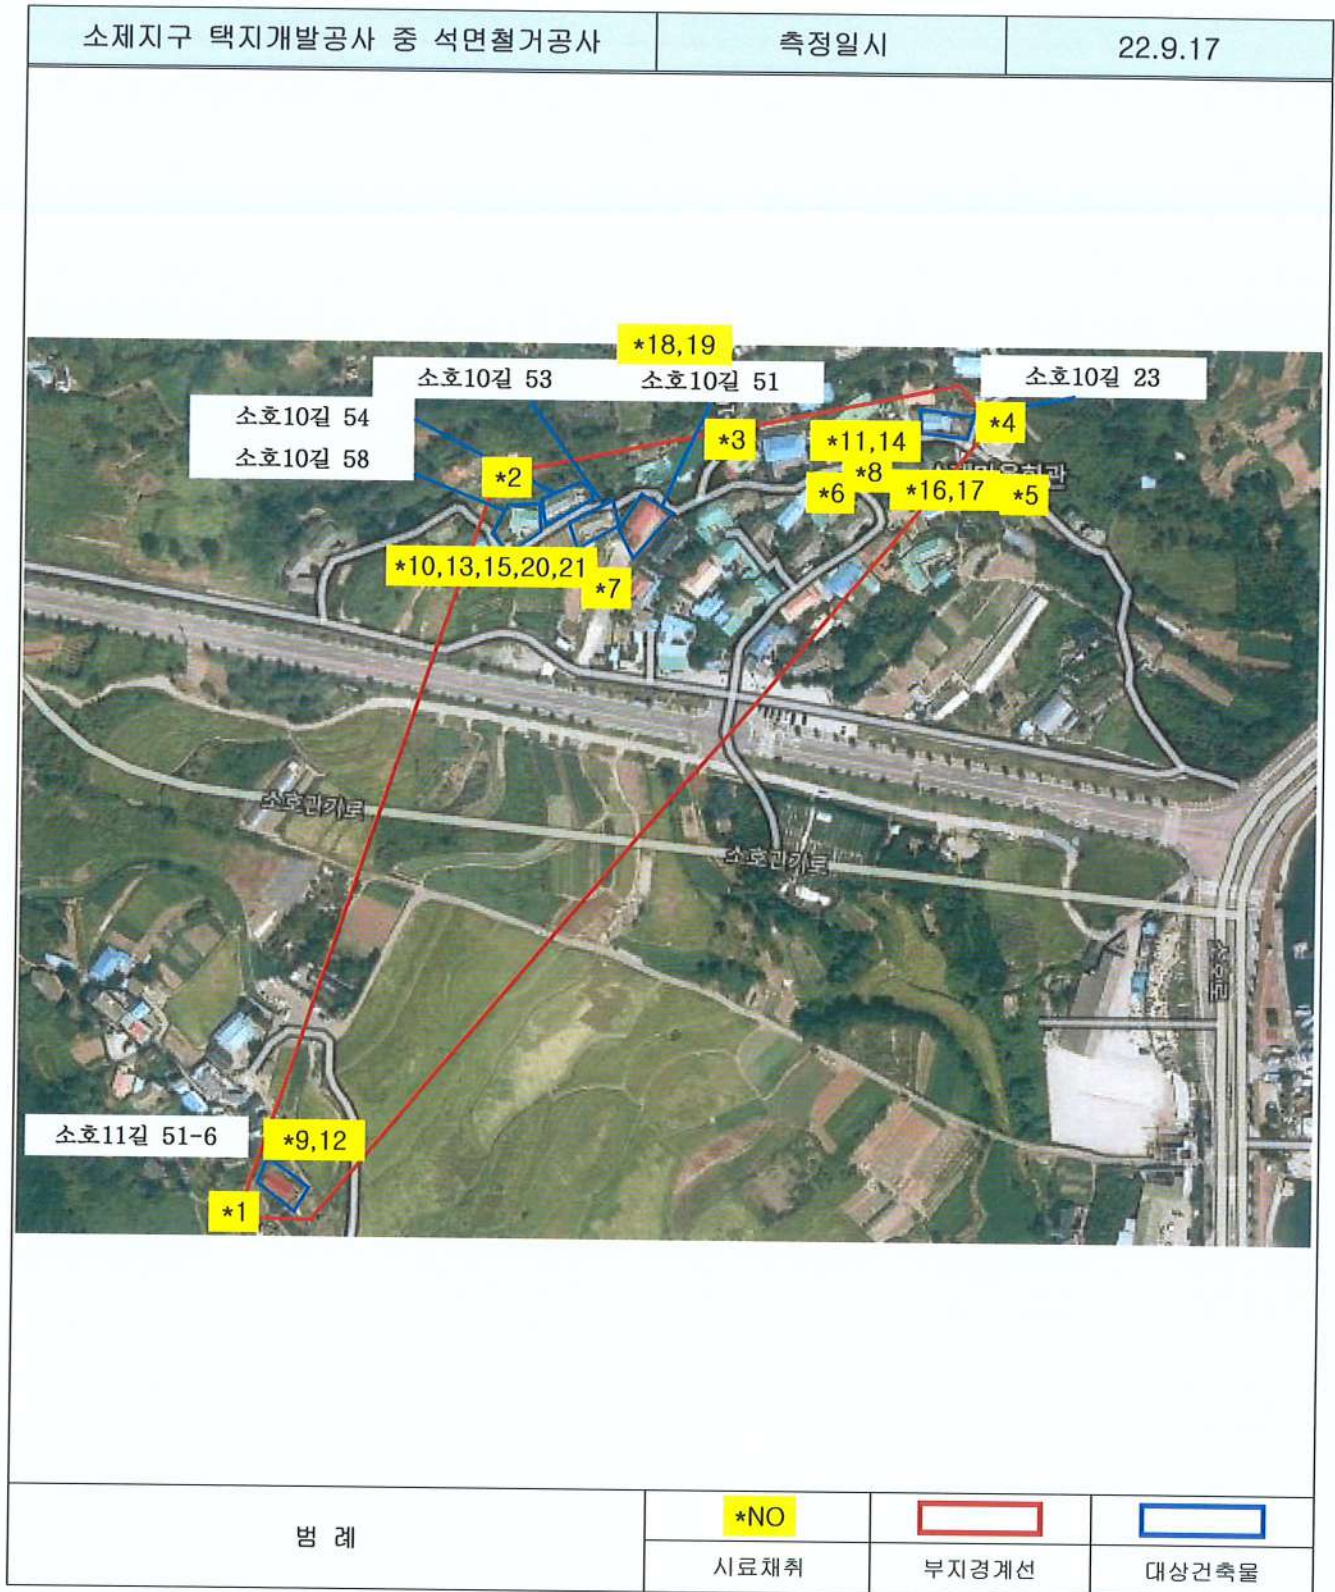 소제지구 택지개발공사 중 석면철거공사 측정일시 22.9.17
*18,19
소호10길 53 소호10길 51 소호10길 23
소호10길 54
소호10길 58
*2
*3
*11,14
*4
*8
*6
*16,17
*5
*10,13,15,20,21
*7
소호관기로
소호관기로
소호로
소호11길 51-6
*9,12
*1
범 례
*NO
시료채취 부지경계선 대상건축물